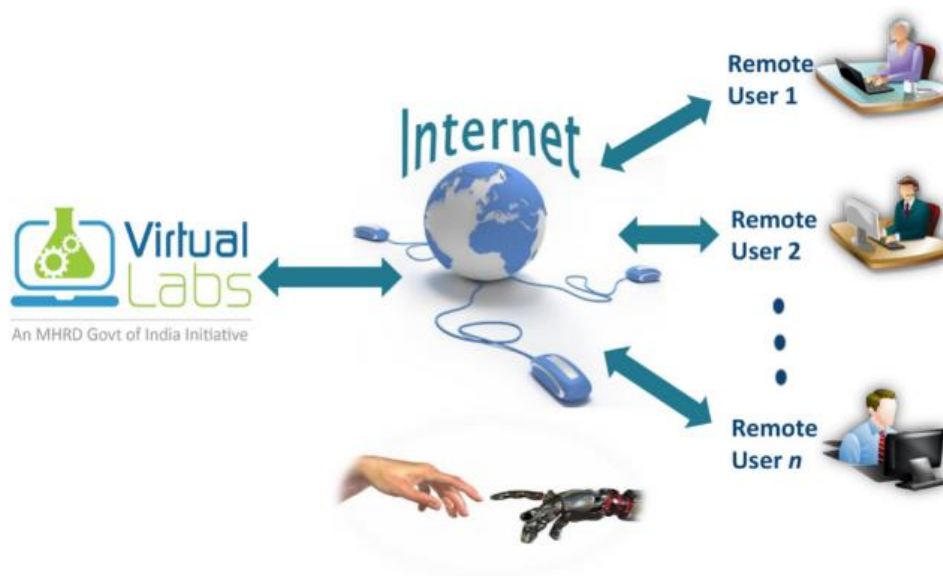 Internet
Virtual
Labs
An MHRD Govt of India Initiative
Remote
User 1
Remote
User 2
Remote
User n